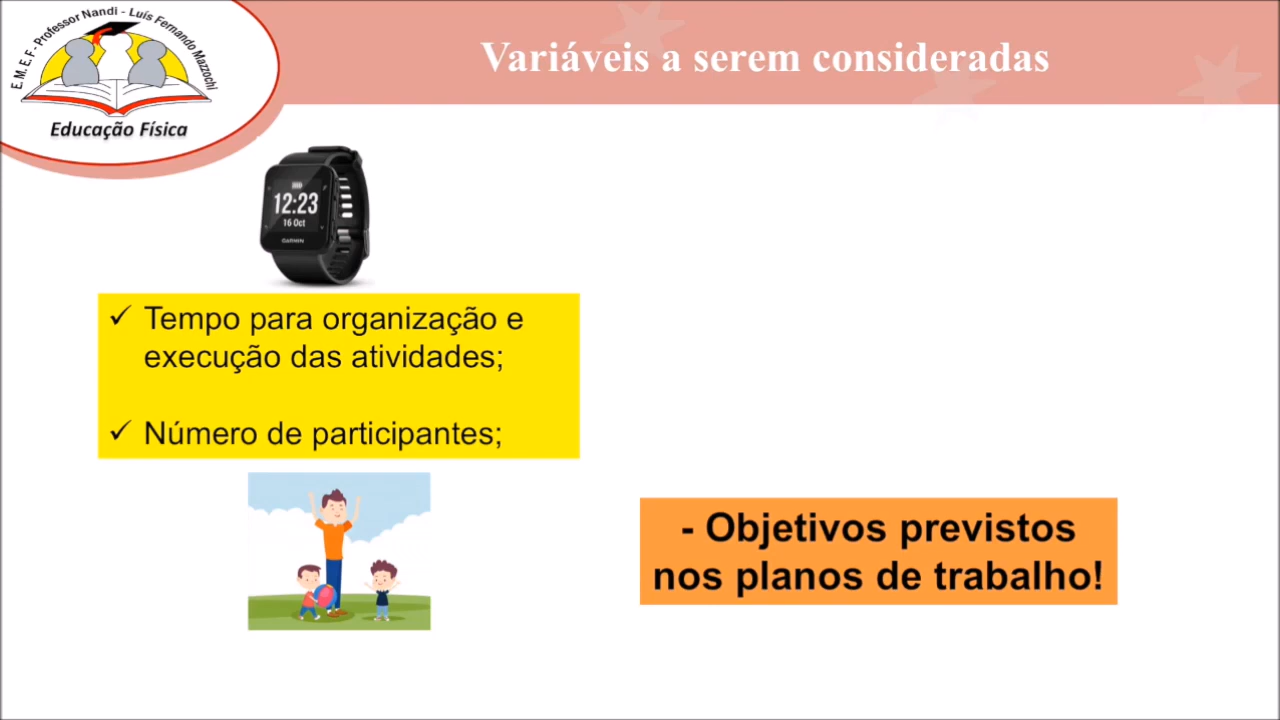 E.M.E.F - Professor Nandi - Luís Fernando Mazzochi
Educação Física
Variáveis a serem consideradas
12:23
16 Oct
GARMIN
✓ Tempo para organização e
execução das atividades;
✓ Número de participantes;
- Objetivos previstos
nos planos de trabalho!